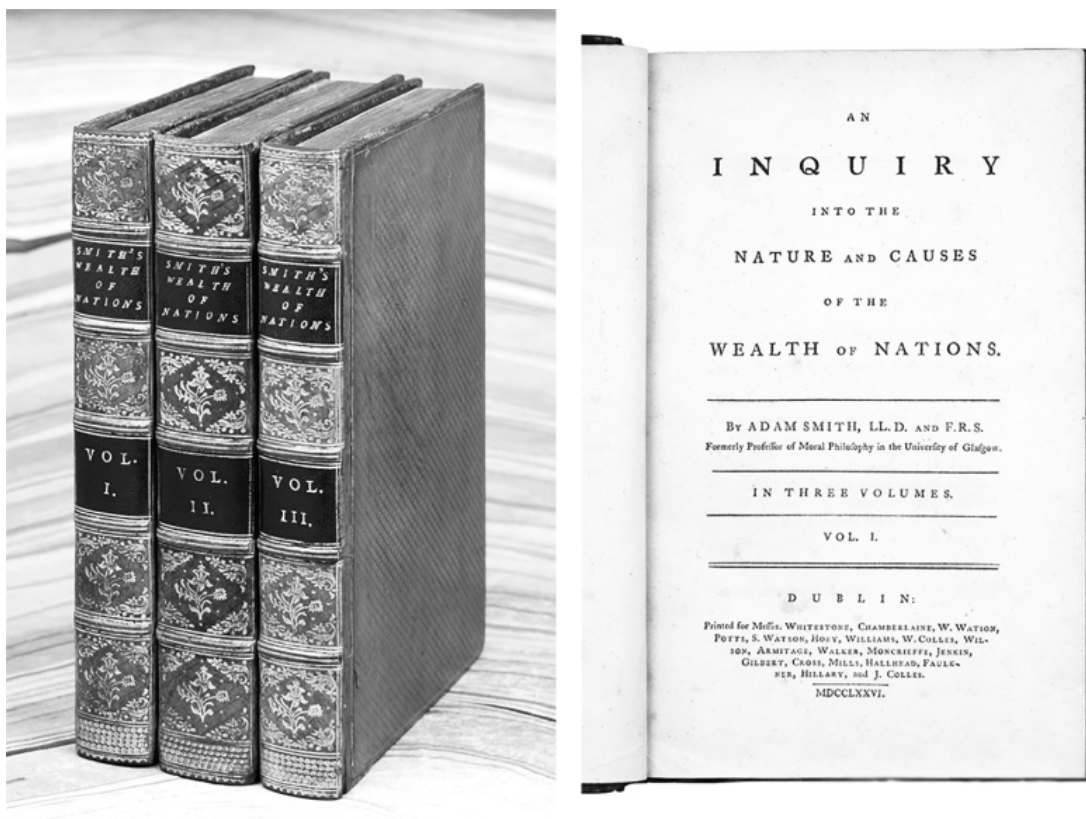 SMITH'S
WEALTH
OF
NATIONS
VOL.
I.
SMITH'S
WEALTH
OF
NATIONS
VOL.
II.
SMITH'S
WEALTH
OF
NATIONS
VOL.
III.
AN
INQUIRY
INTO THE
NATURE AND CAUSES
OF THE
WEALTH OF NATIONS.
By ADAM SMITH, LL.D. AND F.R.S.
Formerly Profeſſor of Moral Philoſophy in the Univerſity of Glaſgow.
IN THREE VOLUMES.
VOL. I.
DUBLIN:
Printed for Meſſrs. WHITESTONE, CHAMBERLAINE, W. WATSON,
POTTS, S. WATSON, HOEY, WILLIAMS, W. COLLES, WIL-
SON, ARMITAGE, WALKER, MONCRIEFFE, JENKIN,
GILBERT, CROSS, MILLS, HALLHEAD, FAULK-
NER, HILLARY, and J. COLLES.
MDCCLXXVI.